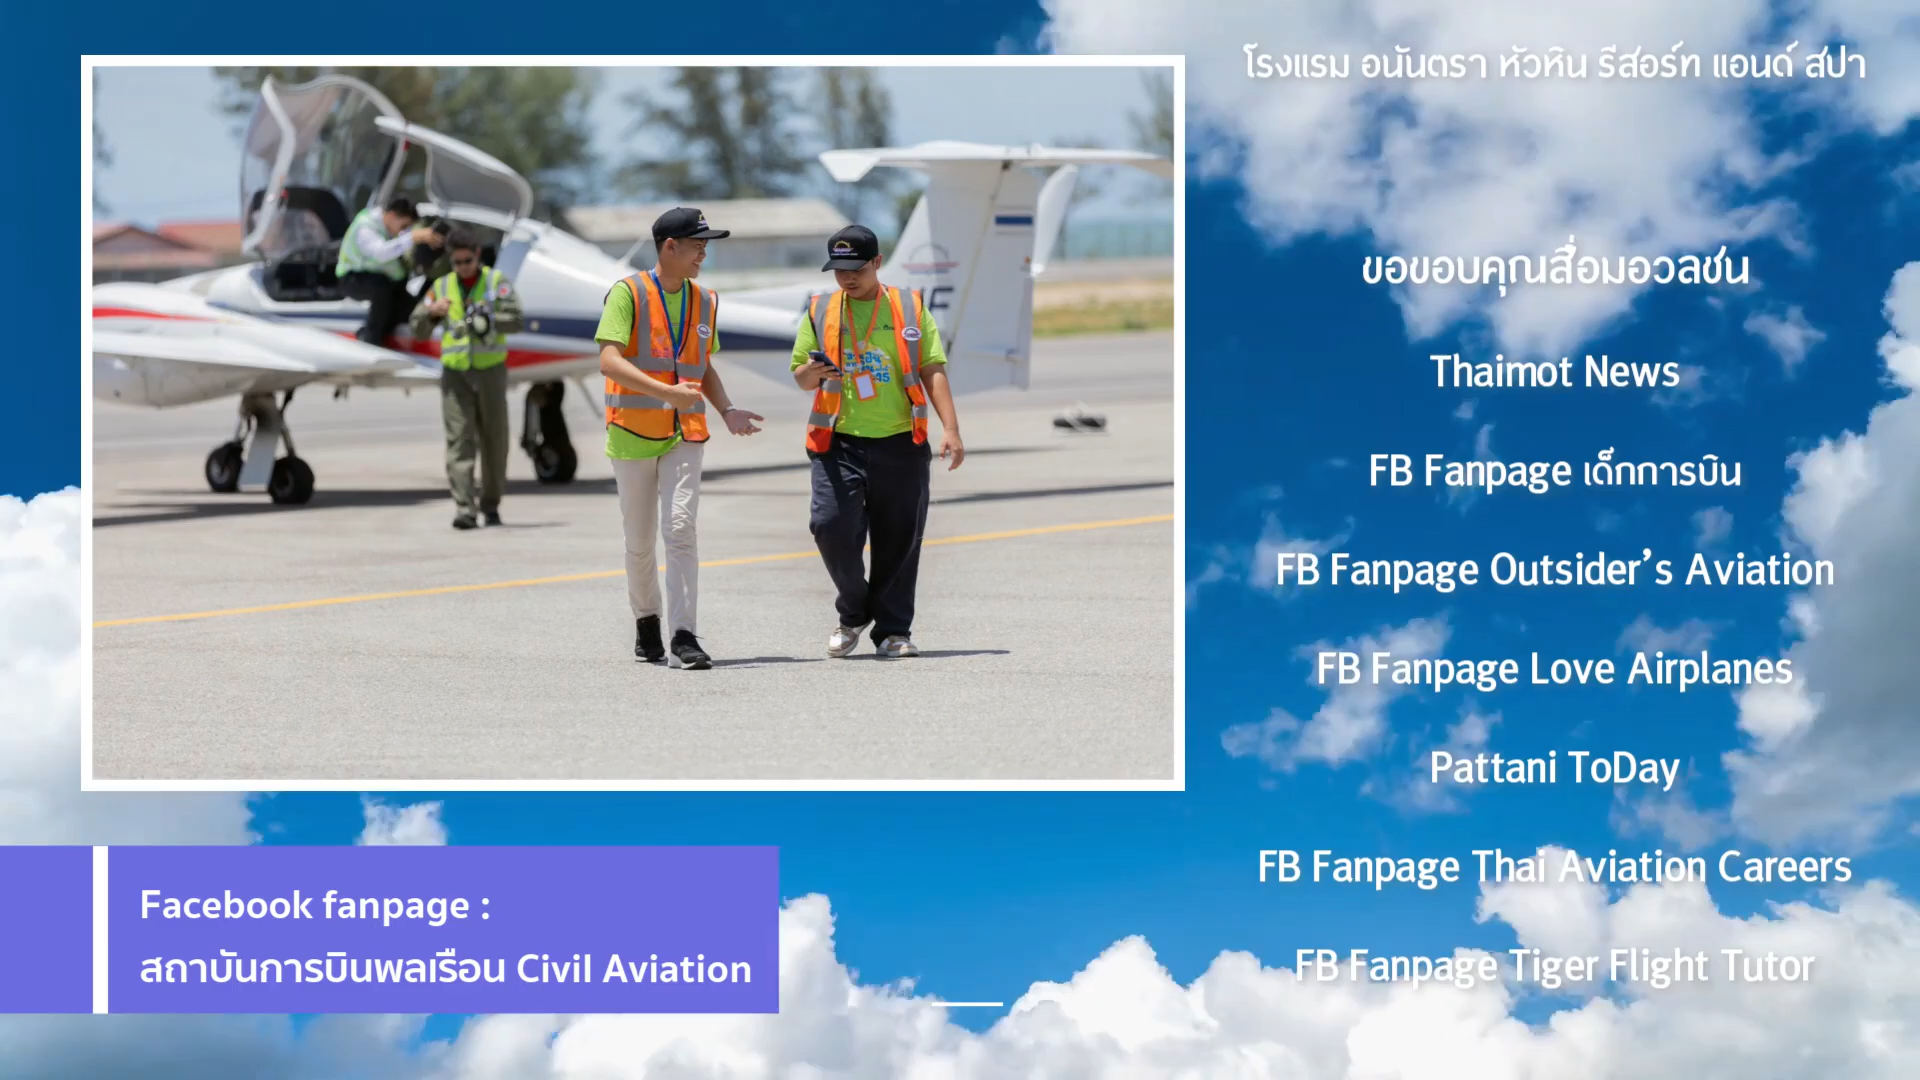 โรงแรม อนันตรา หัวหิน รีสอร์ท แอนด์ สปา
ขอขอบคุณสื่อมอวลชน
Thaimot News
FB Fanpage เด็กการบิน
FB Fanpage Outsider's Aviation
FB Fanpage Love Airplanes
Pattani ToDay
FB Fanpage Thai Aviation Careers
FB Fanpage Tiger Flight Tutor
Facebook fanpage :
สถาบันการบินพลเรือน Civil Aviation